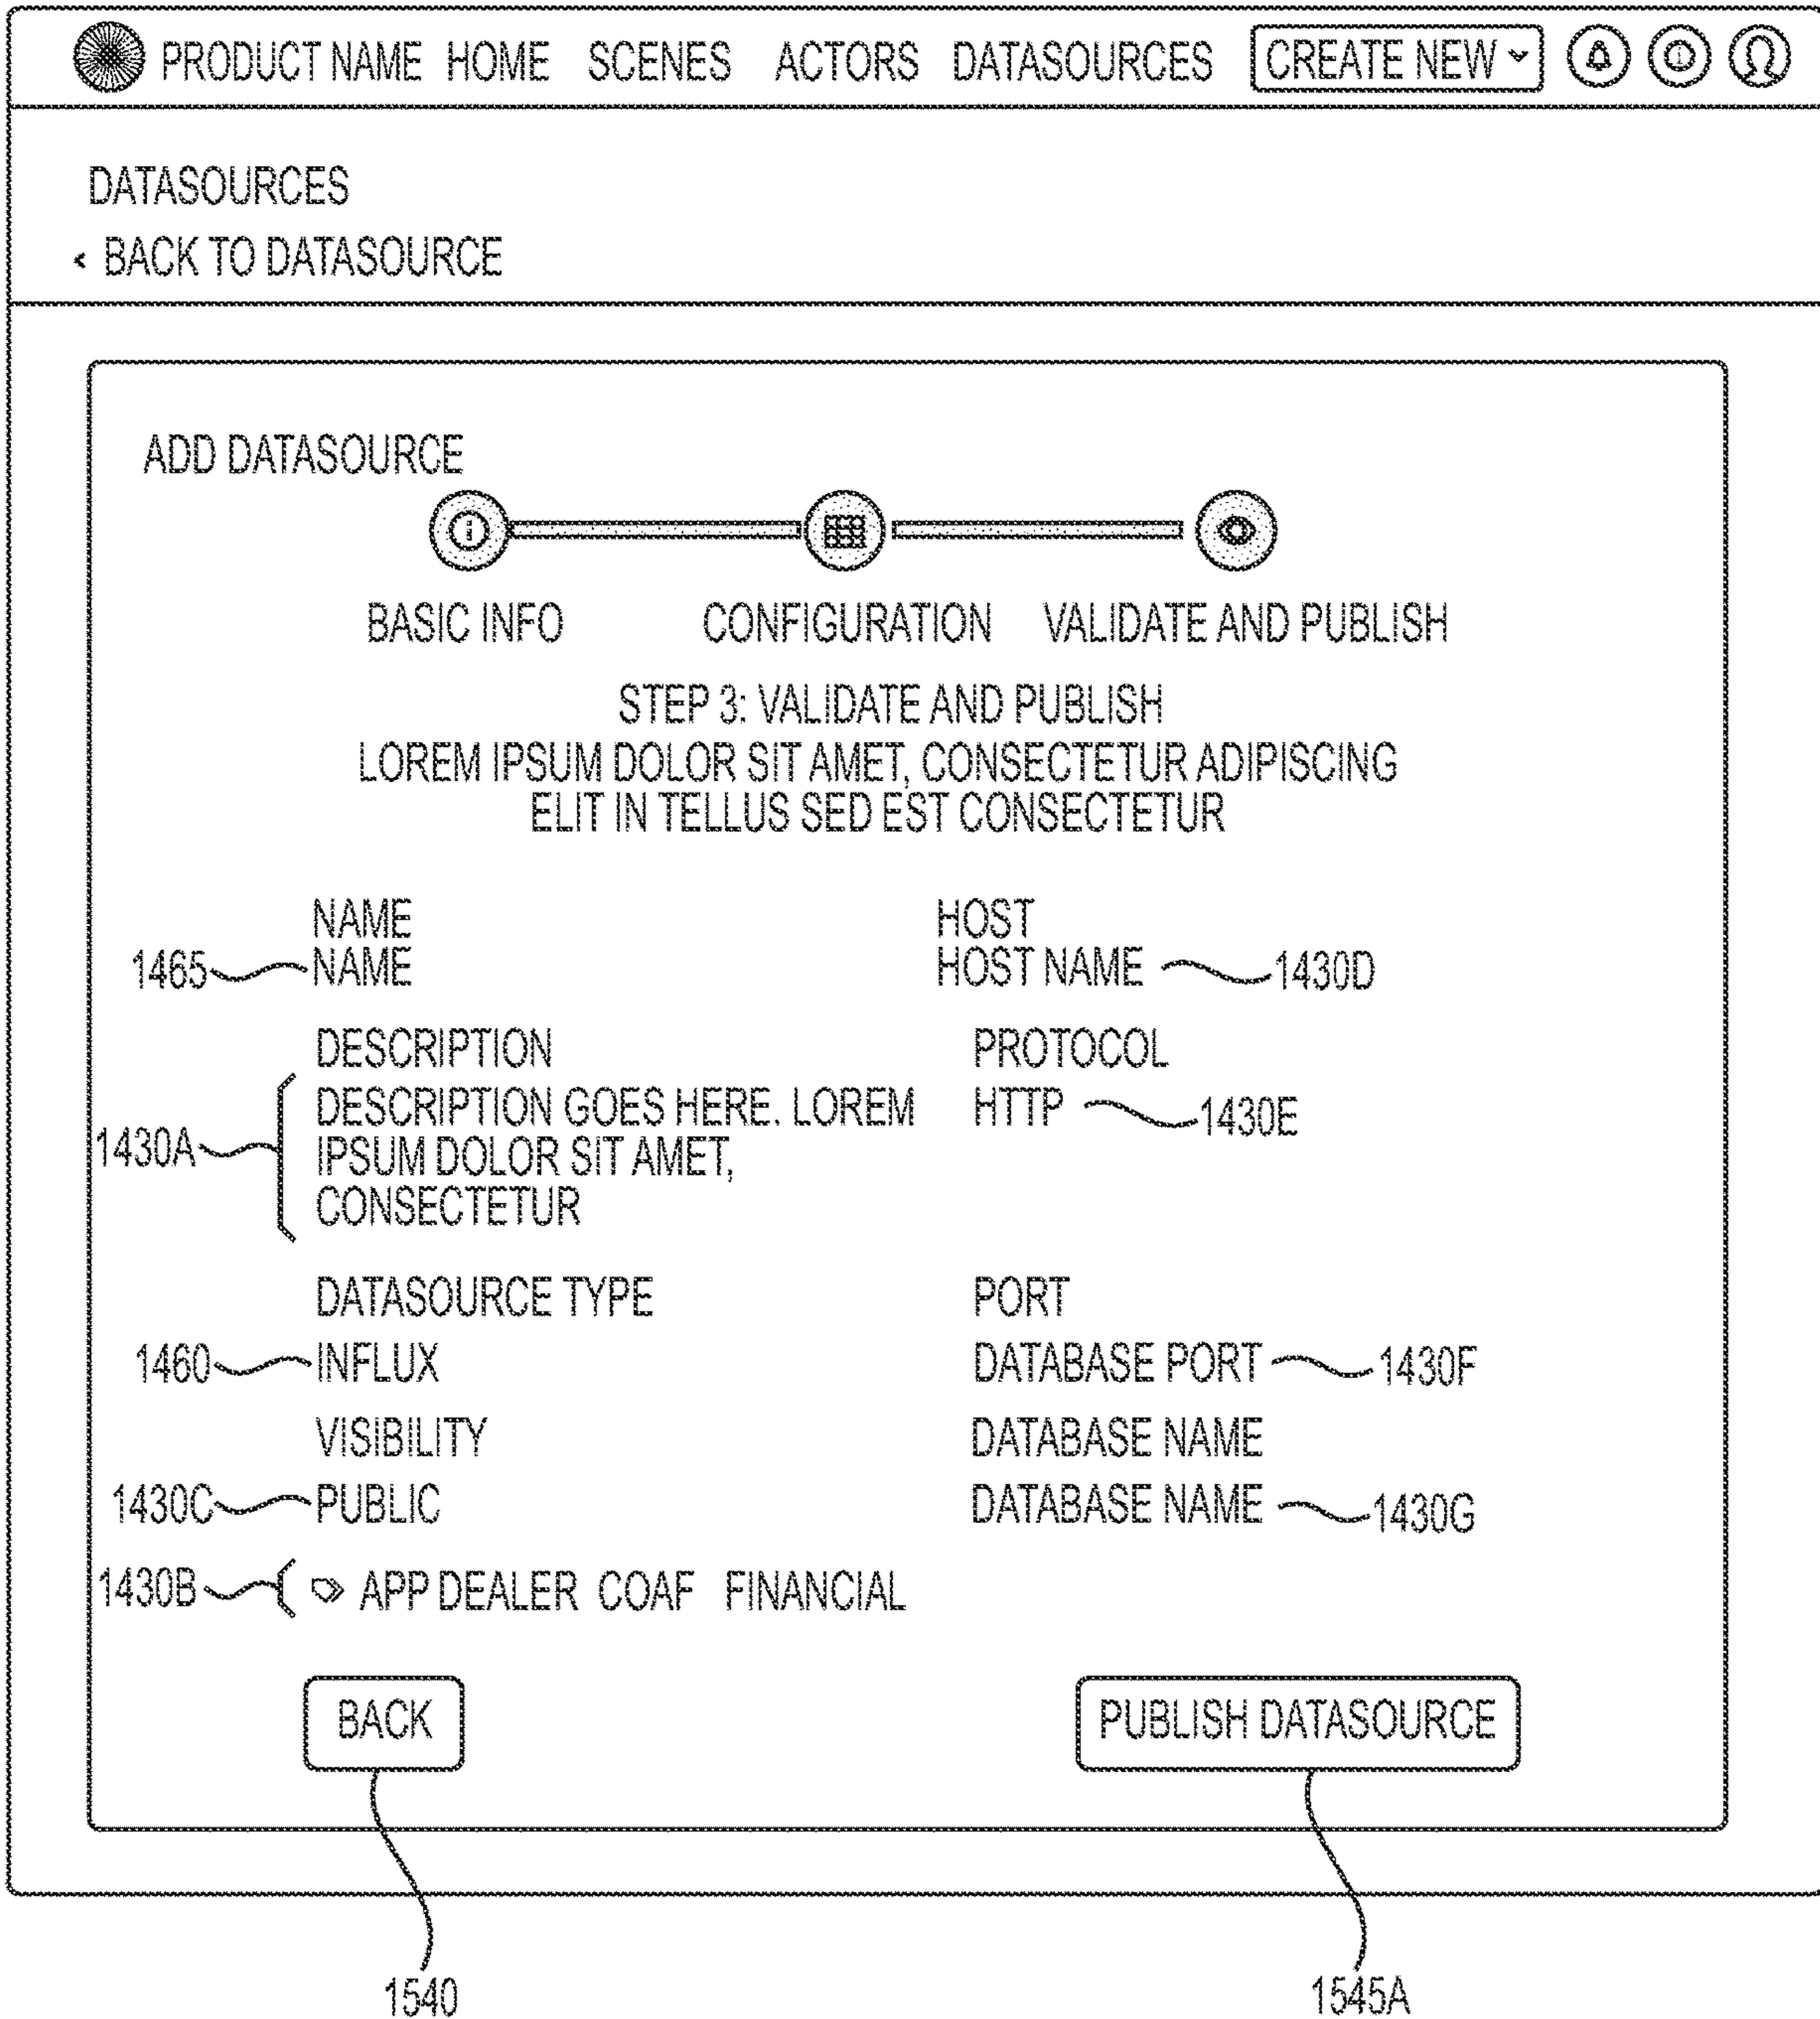 PRODUCT NAME HOME SCENES ACTORS DATASOURCES CREATE NEW
DATASOURCES
< BACK TO DATASOURCE
ADD DATASOURCE
BASIC INFO CONFIGURATION VALIDATE AND PUBLISH
STEP 3: VALIDATE AND PUBLISH
LOREM IPSUM DOLOR SIT AMET, CONSECTETUR ADIPISCING
ELIT IN TELLUS SED EST CONSECTETUR
NAME HOST
1465 NAME HOST NAME 1430D
DESCRIPTION PROTOCOL
DESCRIPTION GOES HERE. LOREM HTTP 1430E
1430A IPSUM DOLOR SIT AMET,
CONSECTETUR
DATASOURCE TYPE PORT
1460 INFLUX DATABASE PORT 1430F
VISIBILITY DATABASE NAME
1430C PUBLIC DATABASE NAME 1430G
1430B APP DEALER COAF FINANCIAL
BACK PUBLISH DATASOURCE
1540 1545A